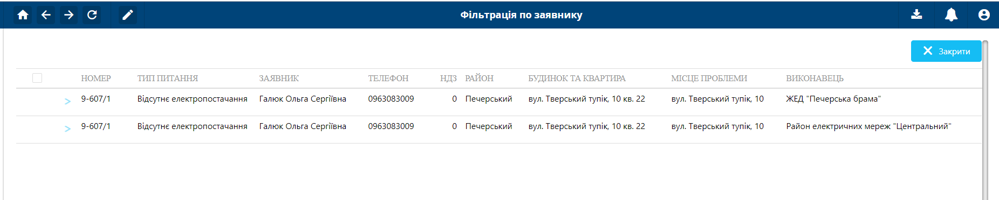 Фільтрація по заявнику
Закрити
НОМЕР ТИП ПИТАННЯ ЗАЯВНИК ТЕЛЕФОН НДЗ РАЙОН БУДИНОК ТА КВАРТИРА МІСЦЕ ПРОБЛЕМИ ВИКОНАВЕЦЬ
9-607/1 Відсутнє електропостачання Галюк Ольга Сергіївна 0963083009 0 Печерський вул. Тверський тупік, 10 кв. 22 вул. Тверський тупік, 10 ЖЕД "Печерська брама"
9-607/1 Відсутнє електропостачання Галюк Ольга Сергіївна 0963083009 0 Печерський вул. Тверський тупік, 10 кв. 22 вул. Тверський тупік, 10 Район електричних мереж "Центральний"